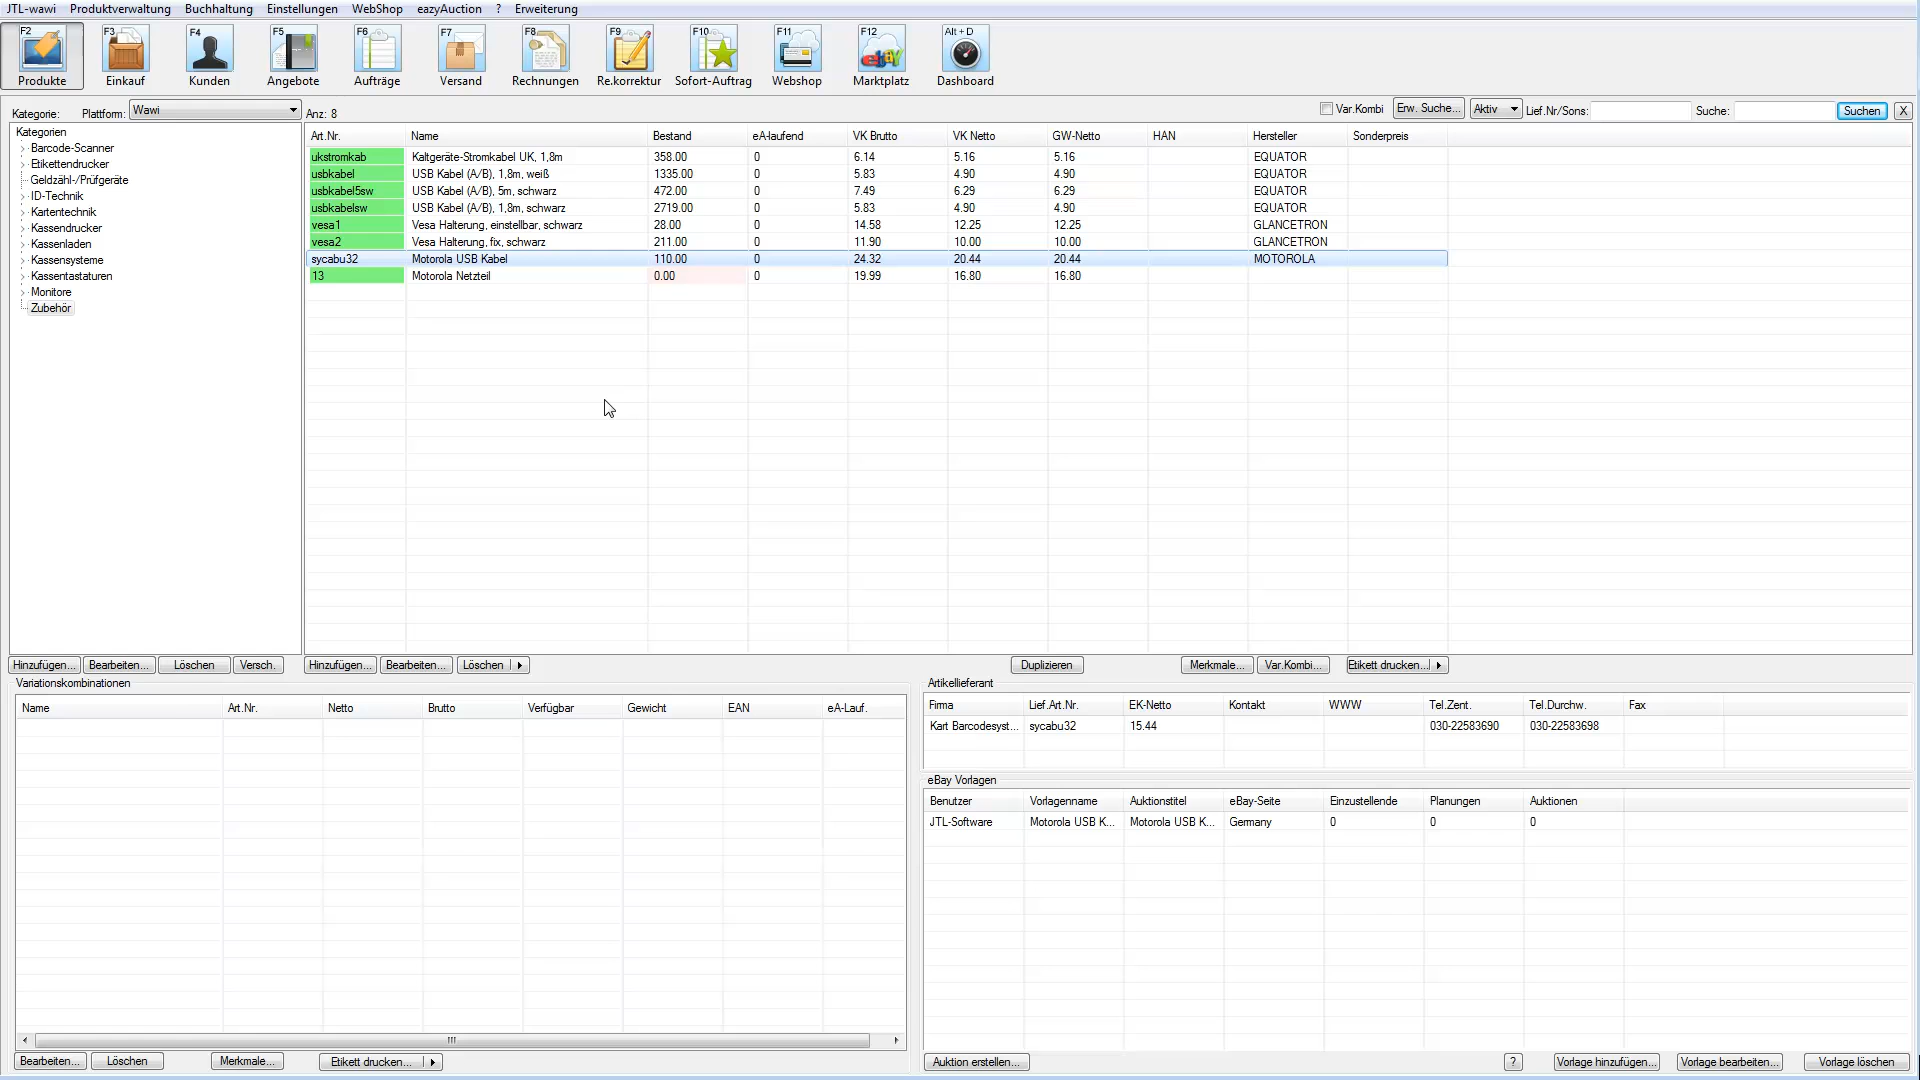 JTL-wawi Produktverwaltung Buchhaltung Einstellungen WebShop eazyAuction ? Erweiterung
F2 F3 F4 F5 F6 F7 F8 F9 F10 F11 F12 Alt + D
Produkte Einkauf Kunden Angebote Aufträge Versand Rechnungen Re.korrektur Sofort-Auftrag Webshop Marktplatz Dashboard
Kategorie: Plattform: Wawi Anz: 8 Var.Kombi Erw. Suche... Aktiv Lief.Nr/Sons: Suche: Suchen X
Kategorien
Barcode-Scanner
Etikettendrucker
Geldzähl-/Prüfgeräte
ID-Technik
Kartentechnik
Kassendrucker
Kassenladen
Kassensysteme
Kassentastaturen
Monitore
Zubehör
Art.Nr. Name Bestand eA-laufend VK Brutto VK Netto GW-Netto HAN Hersteller Sonderpreis
ukstromkab Kaltgeräte-Stromkabel UK, 1,8m 358.00 0 6.14 5.16 5.16 EQUATOR
usbkabel USB Kabel (A/B), 1,8m, weiß 1335.00 0 5.83 4.90 4.90 EQUATOR
usbkabel5sw USB Kabel (A/B), 5m, schwarz 472.00 0 7.49 6.29 6.29 EQUATOR
usbkabelsw USB Kabel (A/B), 1,8m, schwarz 2719.00 0 5.83 4.90 4.90 EQUATOR
vesa1 Vesa Halterung, einstellbar, schwarz 28.00 0 14.58 12.25 12.25 GLANCETRON
vesa2 Vesa Halterung, fix, schwarz 211.00 0 11.90 10.00 10.00 GLANCETRON
sycabu32 Motorola USB Kabel 110.00 0 24.32 20.44 20.44 MOTOROLA
13 Motorola Netzteil 0.00 0 19.99 16.80 16.80
Hinzufügen... Bearbeiten... Löschen Versch. Hinzufügen... Bearbeiten... Löschen Duplizieren Merkmale... Var.Kombi... Etikett drucken...
Variationskombinationen
Name Art.Nr. Netto Brutto Verfügbar Gewicht EAN eA-Lauf.
Bearbeiten... Löschen Merkmale... Etikett drucken...
Artikellieferant
Firma Lief.Art.Nr. EK-Netto Kontakt WWW Tel.Zent. Tel.Durchw. Fax
Kart Barcodesyst... sycabu32 15.44 030-22583690 030-22583698
eBay Vorlagen
Benutzer Vorlagenname Auktionstitel eBay-Seite Einzustellende Planungen Auktionen
JTL-Software Motorola USB K... Motorola USB K... Germany 0 0 0
Auktion erstellen... ? Vorlage hinzufügen... Vorlage bearbeiten... Vorlage löschen